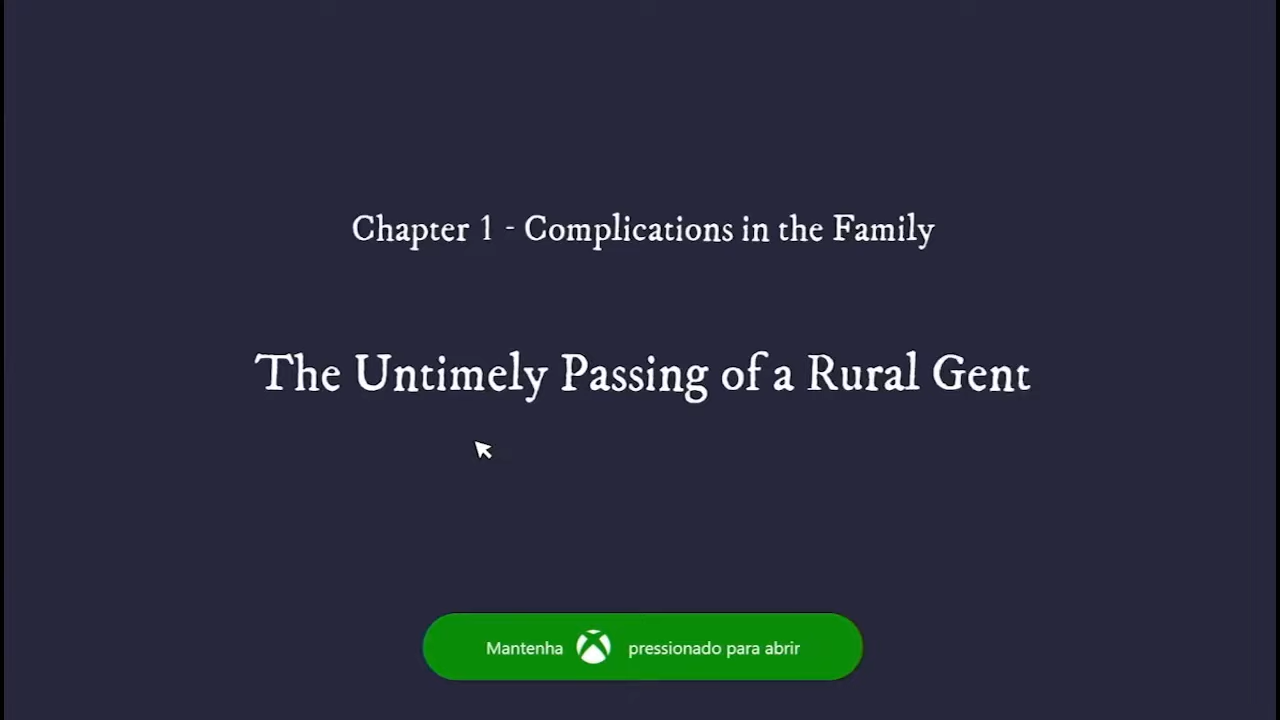 Chapter 1 - Complications in the Family
The Untimely Passing of a Rural Gent
Mantenha pressionado para abrir